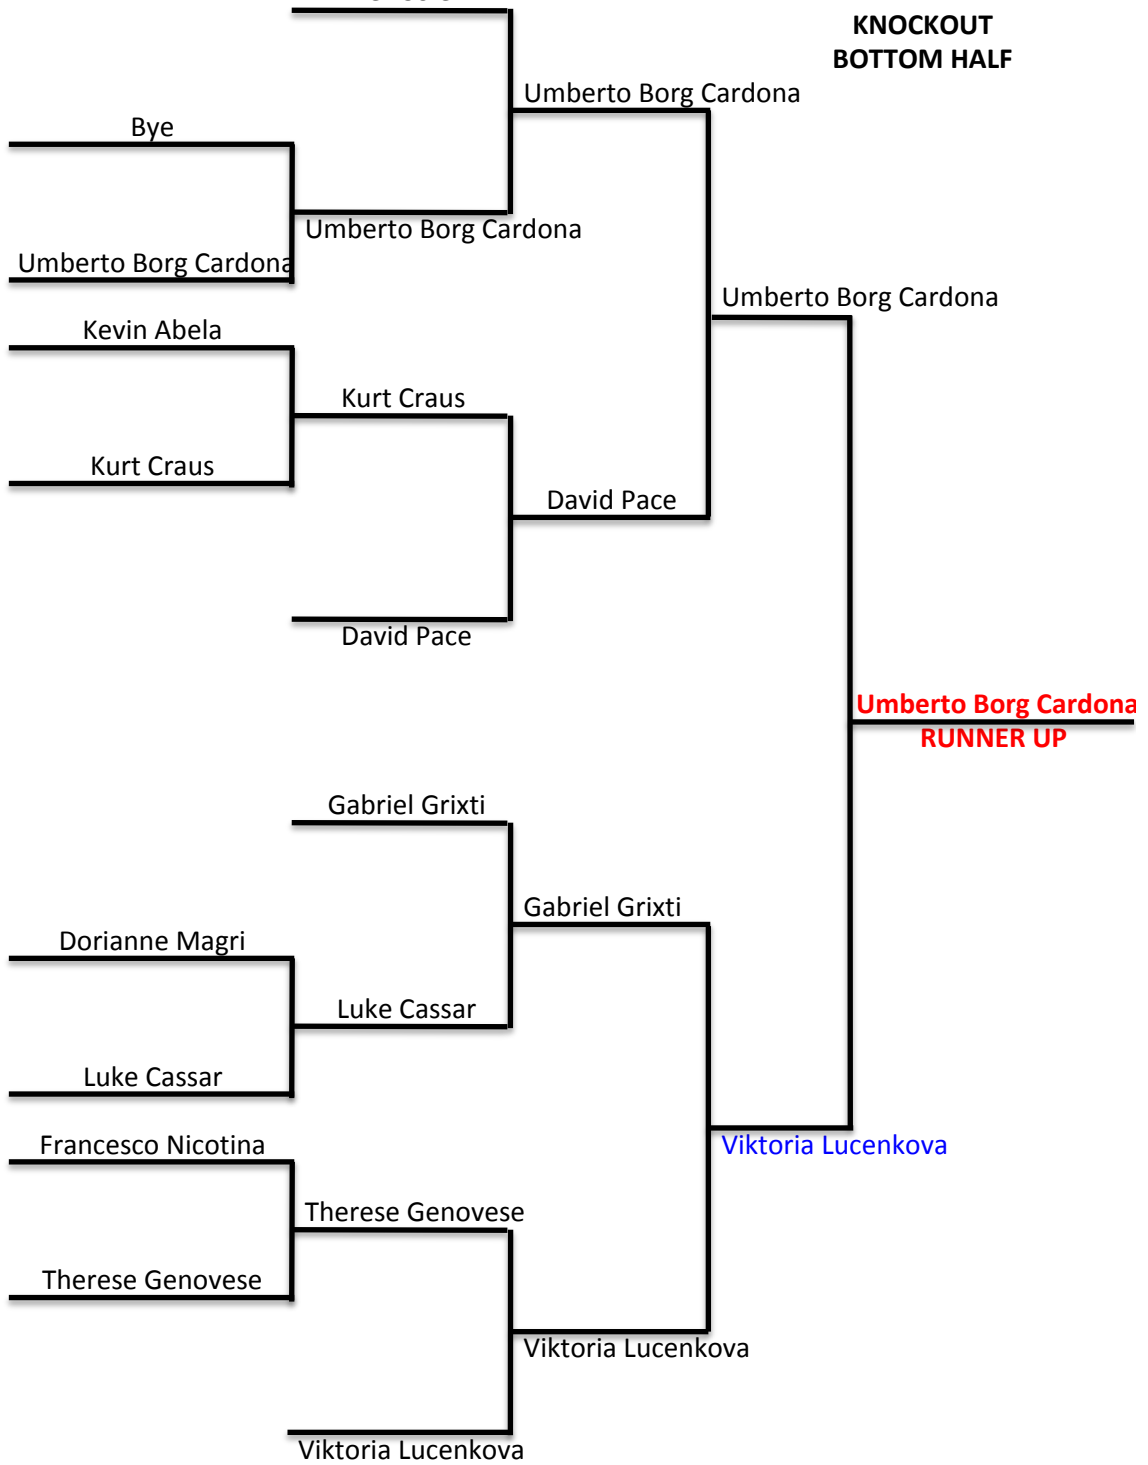 KNOCKOUT
BOTTOM HALF
Umberto Borg Cardona
Bye
Umberto Borg Cardona
Umberto Borg Cardona
Umberto Borg Cardona
Kevin Abela
Kurt Craus
Kurt Craus
David Pace
David Pace
Umberto Borg Cardona
RUNNER UP
Gabriel Grixti
Gabriel Grixti
Dorianne Magri
Luke Cassar
Luke Cassar
Francesco Nicotina
Viktoria Lucenkova
Therese Genovese
Therese Genovese
Viktoria Lucenkova
Viktoria Lucenkova